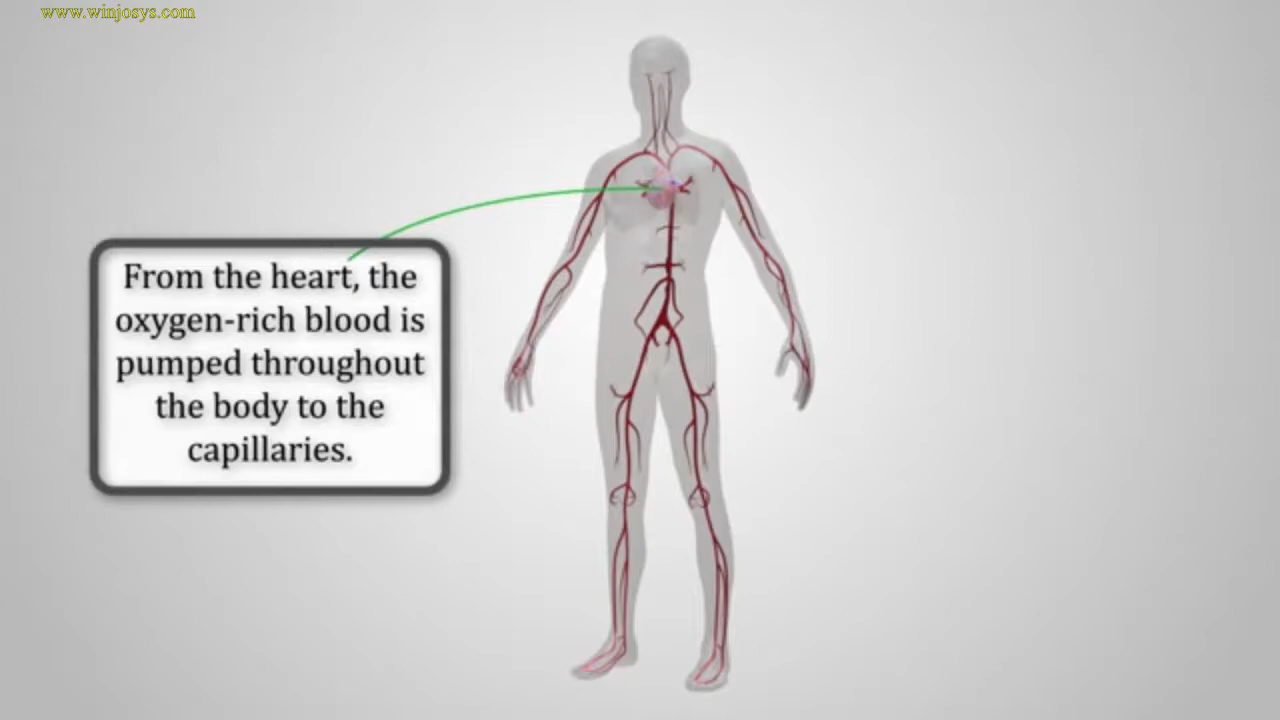 www.winjosys.com
From the heart, the
oxygen-rich blood is
pumped throughout
the body to the
capillaries.